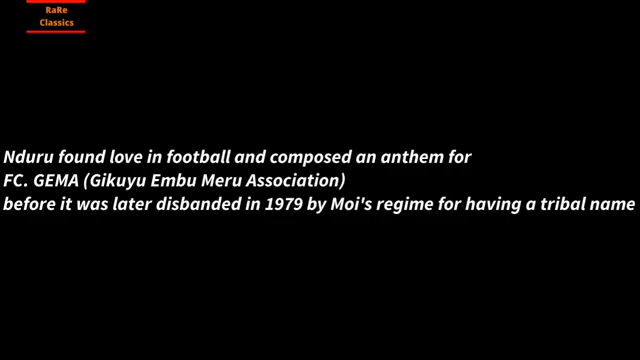 RaRe
Classics
Nduru found love in football and composed an anthem for
FC. GEMA (Gikuyu Embu Meru Association)
before it was later disbanded in 1979 by Moi's regime for having a tribal name